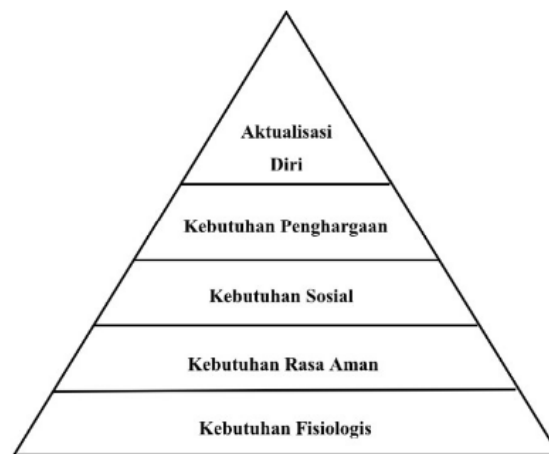 Aktualisasi
Diri
Kebutuhan Penghargaan
Kebutuhan Sosial
Kebutuhan Rasa Aman
Kebutuhan Fisiologis